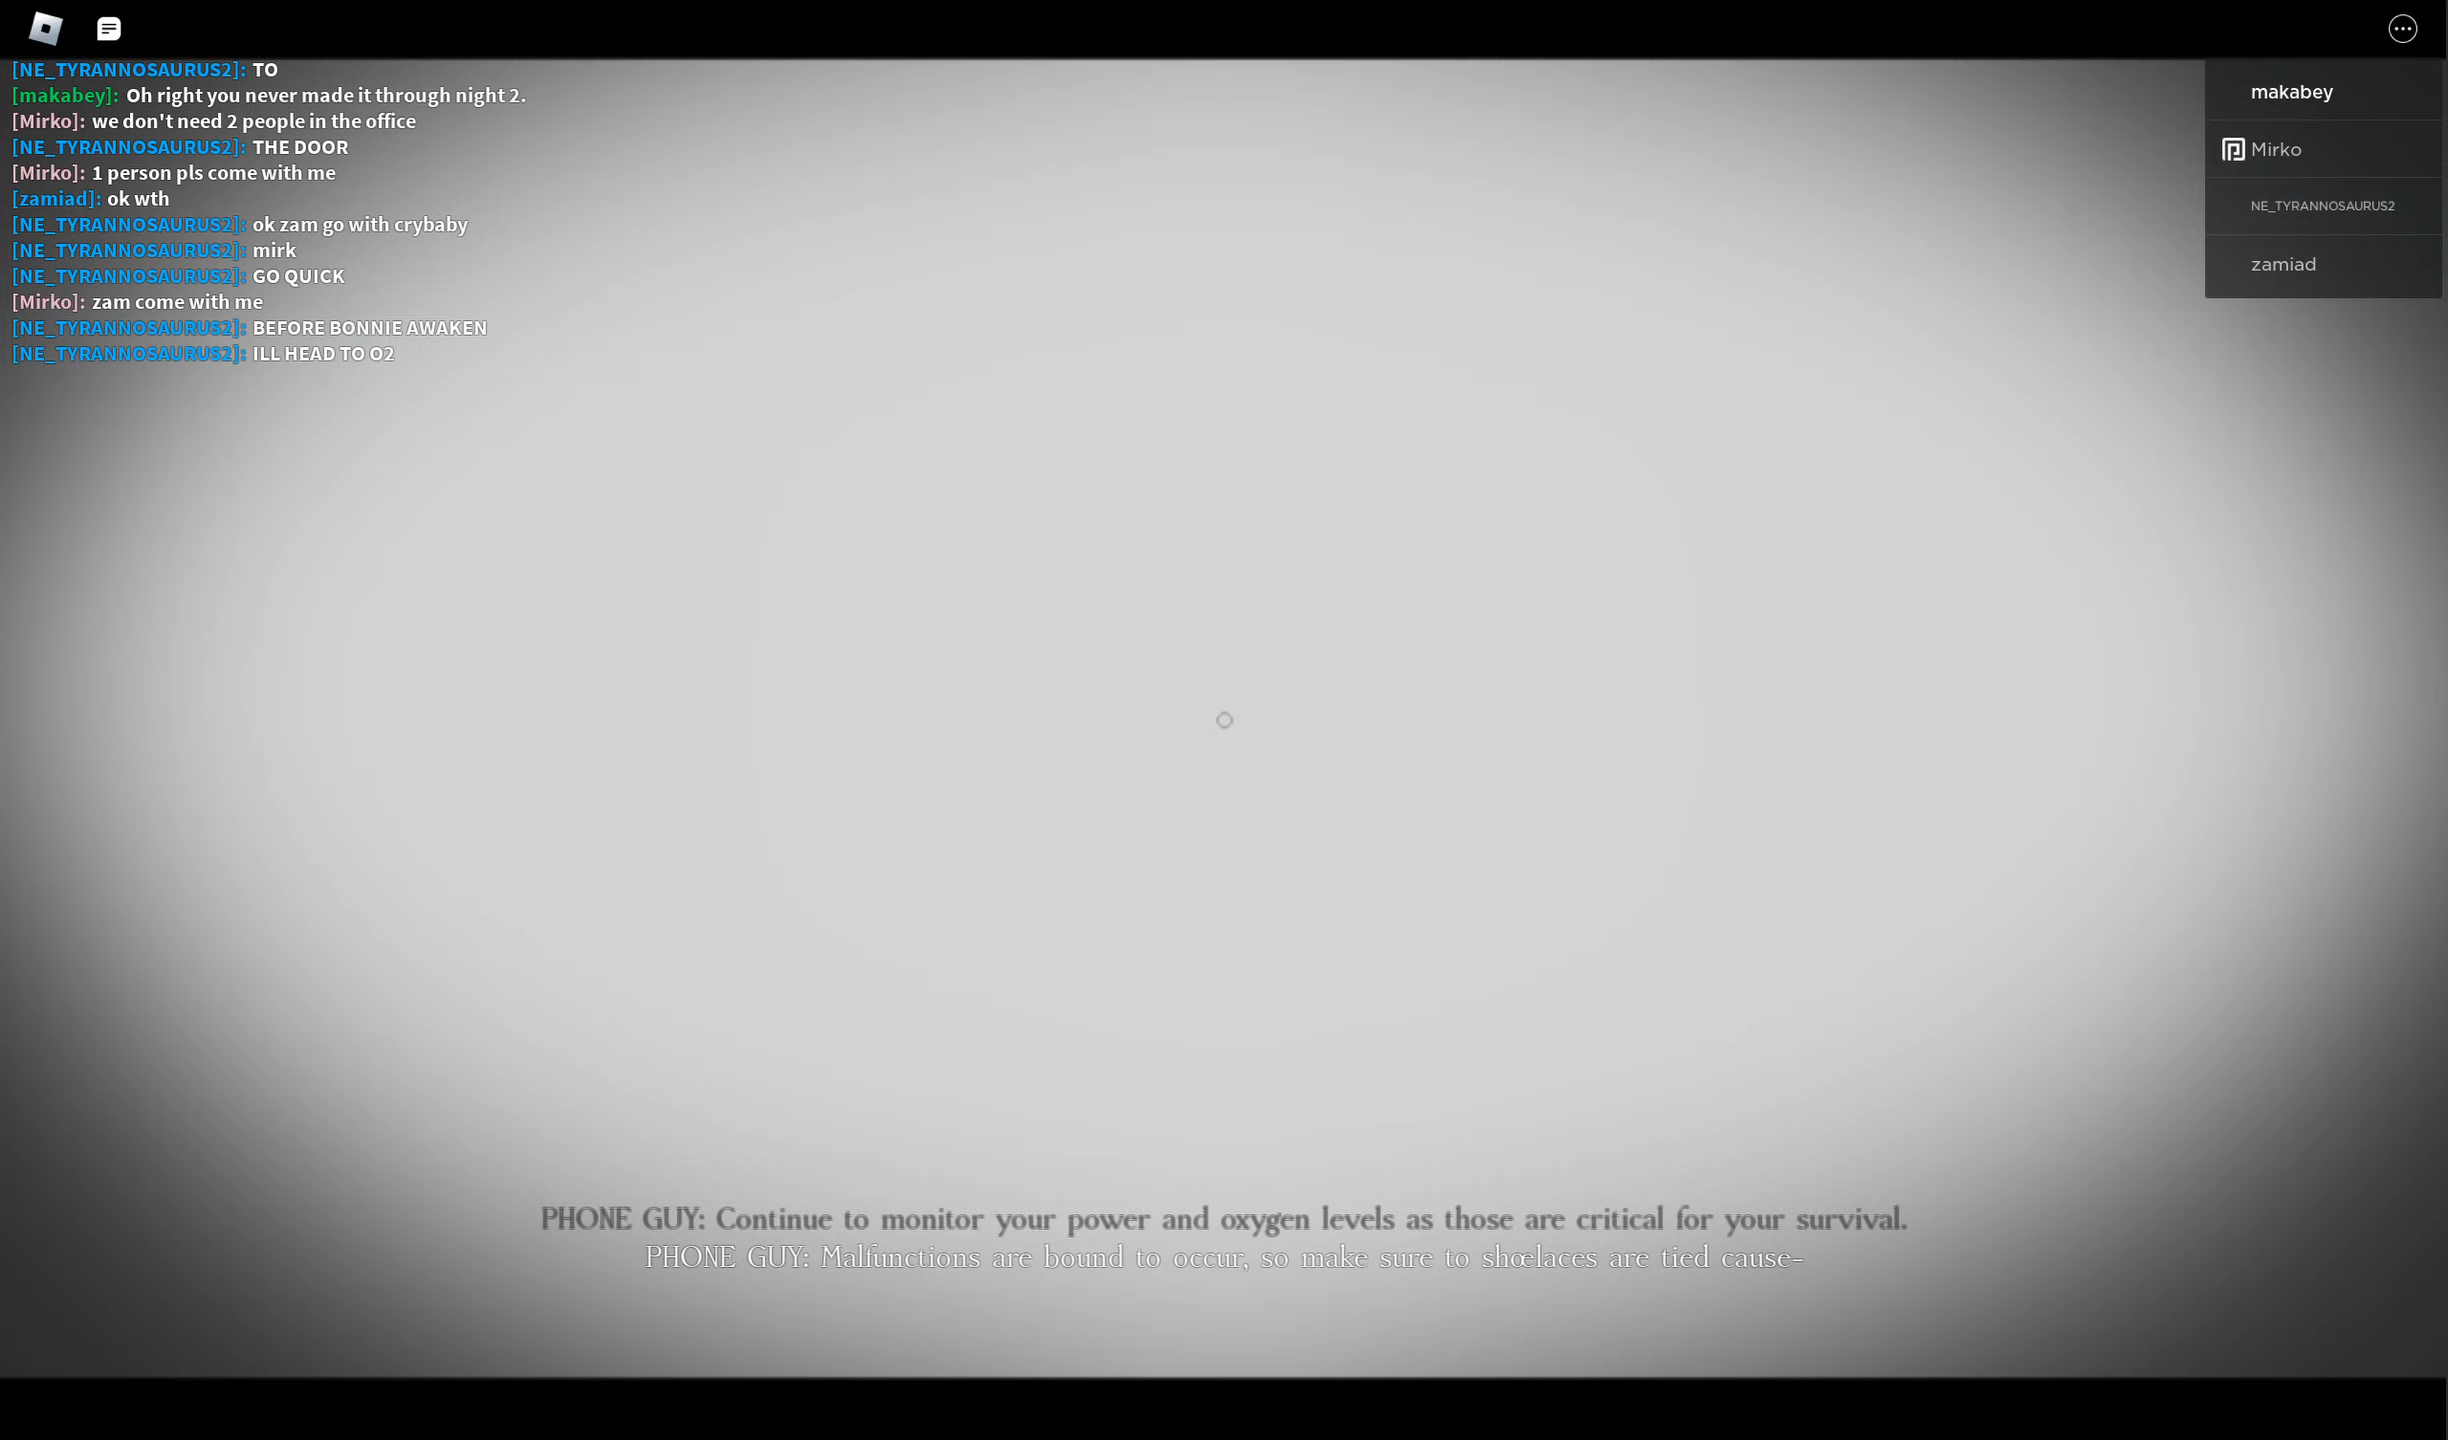 [NE_TYRANNOSAURUS2]: TO
[makabey]: Oh right you never made it through night 2.
[Mirko]: we don't need 2 people in the office
[NE_TYRANNOSAURUS2]: THE DOOR
[Mirko]: 1 person pls come with me
[zamiad]: ok wth
[NE_TYRANNOSAURUS2]: ok zam go with crybaby
[NE_TYRANNOSAURUS2]: mirk
[NE_TYRANNOSAURUS2]: GO QUICK
[Mirko]: zam come with me
[NE_TYRANNOSAURUS2]: BEFORE BONNIE AWAKEN
[NE_TYRANNOSAURUS2]: ILL HEAD TO O2
makabey
Mirko
NE_TYRANNOSAURUS2
zamiad
PHONE GUY: Continue to monitor your power and oxygen levels as those are critical for your survival.
PHONE GUY: Malfunctions are bound to occur, so make sure to shoelaces are tied cause-